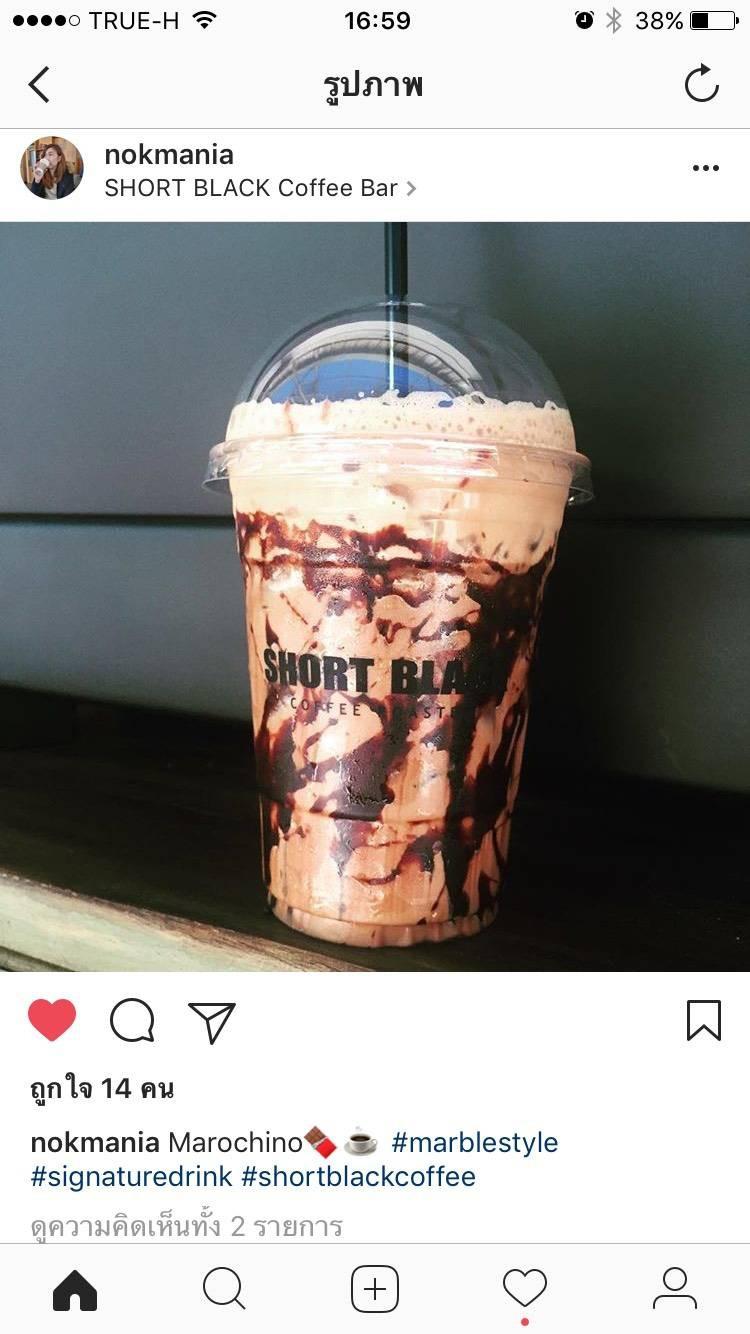 TRUE-H 16:59 38%
รูปภาพ
nokmania
SHORT BLACK Coffee Bar
SHORT BLA
COFFEE
ถูกใจ 14 คน
nokmania Marochino🍫☕ #marblestyle
#signaturedrink #shortblackcoffee
ดูความคิดเห็นทั้ง 2 รายการ